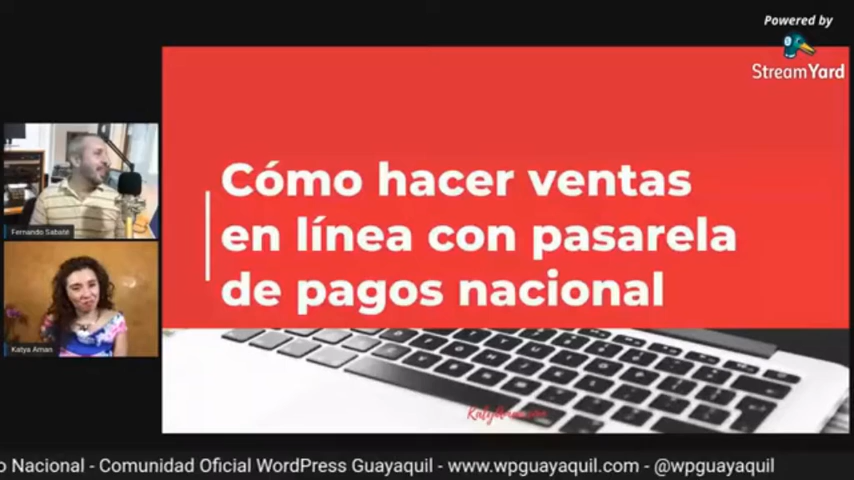 Powered by
StreamYard
Cómo hacer ventas
en línea con pasarela
de pagos nacional
Fernando Sabaté
Katya Aman
o Nacional - Comunidad Oficial WordPress Guayaquil - www.wpguayaquil.com - @wpguayaquil